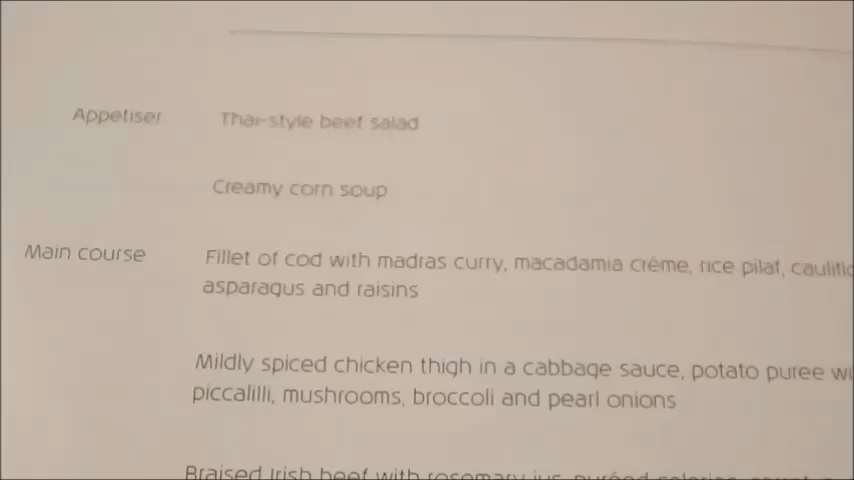 Appetiser Thai-style beef salad
Creamy corn soup
Main course Fillet of cod with madras curry, macadamia crème, rice pilaf,
asparagus and raisins
Mildly spiced chicken thigh in a cabbage sauce, potato puree
piccalilli, mushrooms, broccoli and pearl onions
Braised Irish beef with rosemary jus, puréed